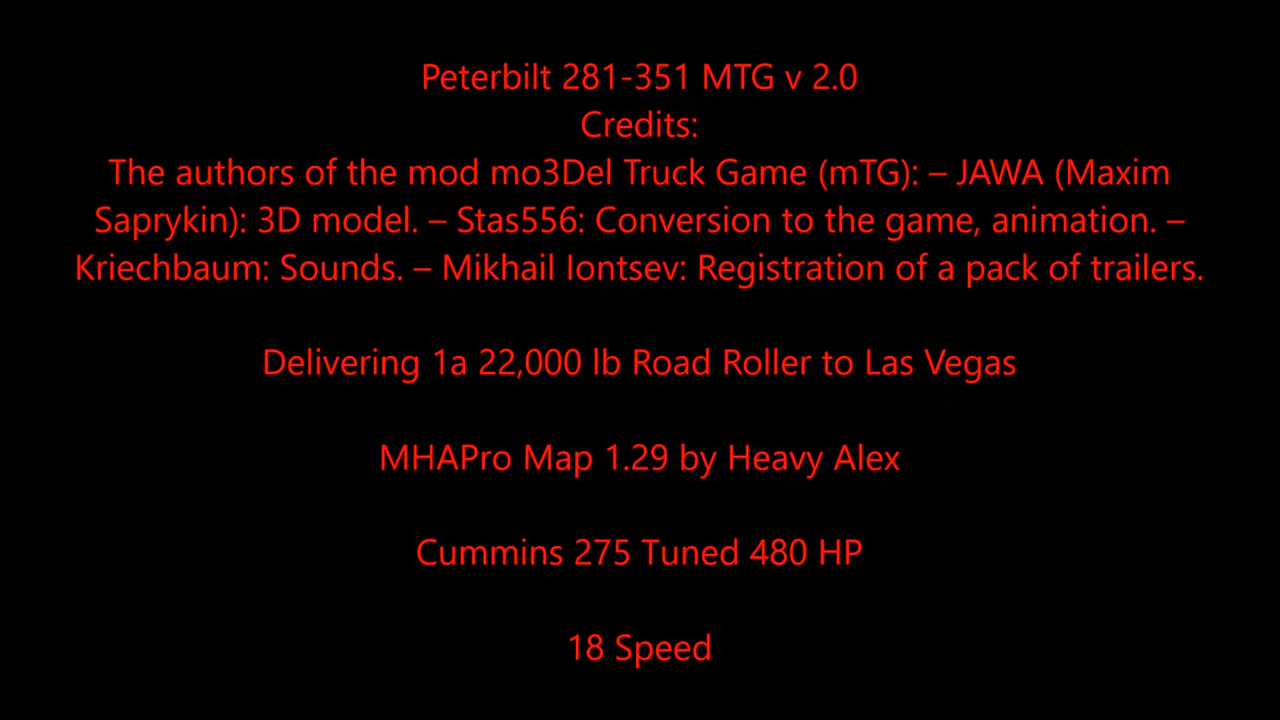 Peterbilt 281-351 MTG v 2.0
Credits:
The authors of the mod mo3Del Truck Game (mTG): – JAWA (Maxim
Saprykin): 3D model. – Stas556: Conversion to the game, animation. –
Kriechbaum: Sounds. – Mikhail Iontsev: Registration of a pack of trailers.
Delivering 1a 22,000 lb Road Roller to Las Vegas
MHAPro Map 1.29 by Heavy Alex
Cummins 275 Tuned 480 HP
18 Speed